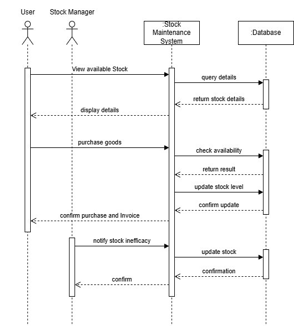 User
Stock Manager
:Stock
Maintenance
System
:Database
View available Stock
query details
return stock details
display details
purchase goods
check availability
return result
update stock level
confirm update
confirm purchase and Invoice
notify stock inefficacy
update stock
confirmation
confirm